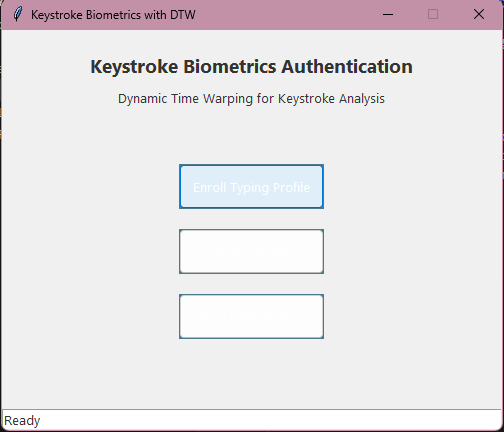 Keystroke Biometrics with DTW
Keystroke Biometrics Authentication
Dynamic Time Warping for Keystroke Analysis
Enroll Typing Profile
Ready